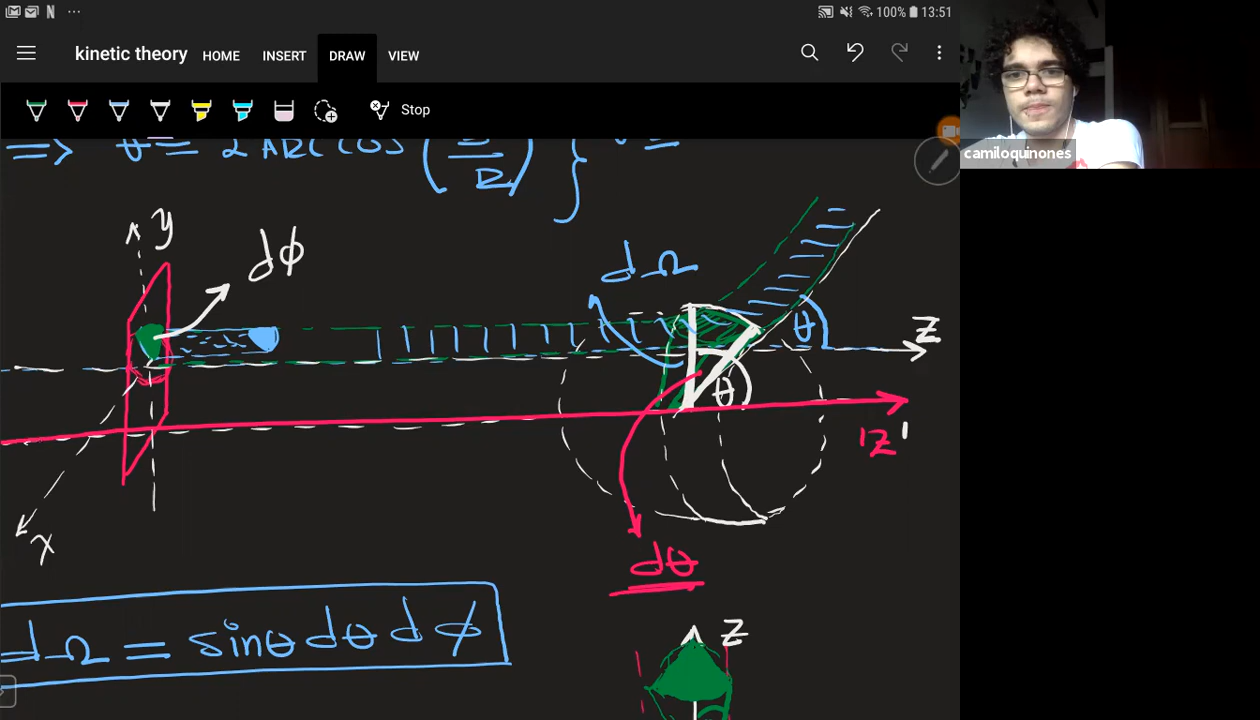 100% 13:51
kinetic theory HOME INSERT DRAW VIEW
Stop
camiloquinones
=> θ = 2 ARCCOS
y
dφ
dΩ
θ
z
θ
z'
x
dθ
dΩ = sinθ dθ dφ
z